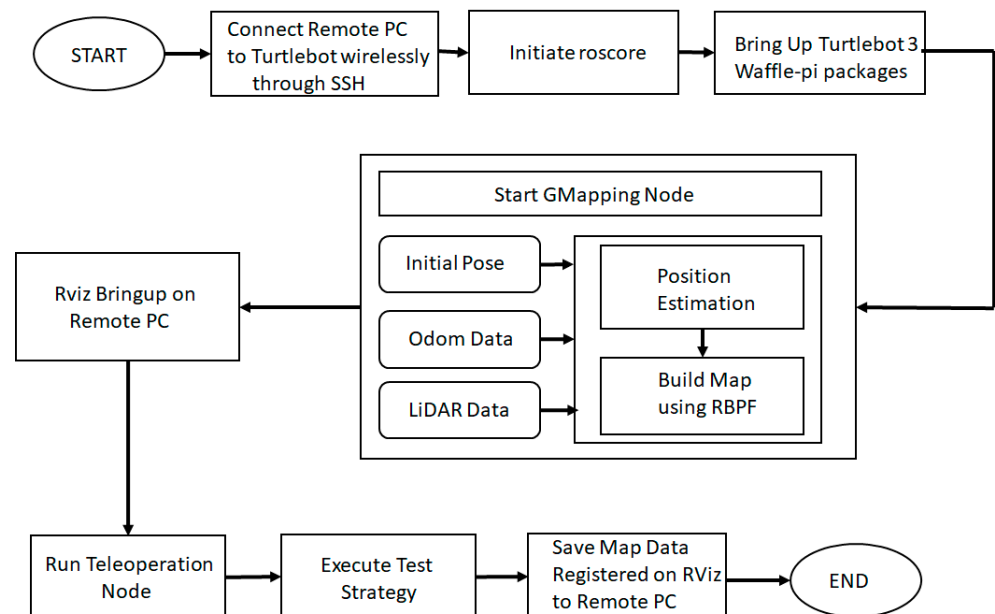 START
Connect Remote PC
to Turtlebot wirelessly
through SSH
Initiate roscore
Bring Up Turtlebot 3
Waffle-pi packages
Start GMapping Node
Initial Pose
Odom Data
LiDAR Data
Position
Estimation
Build Map
using RBPF
Rviz Bringup on
Remote PC
Run Teleoperation
Node
Execute Test
Strategy
Save Map Data
Registered on RViz
to Remote PC
END